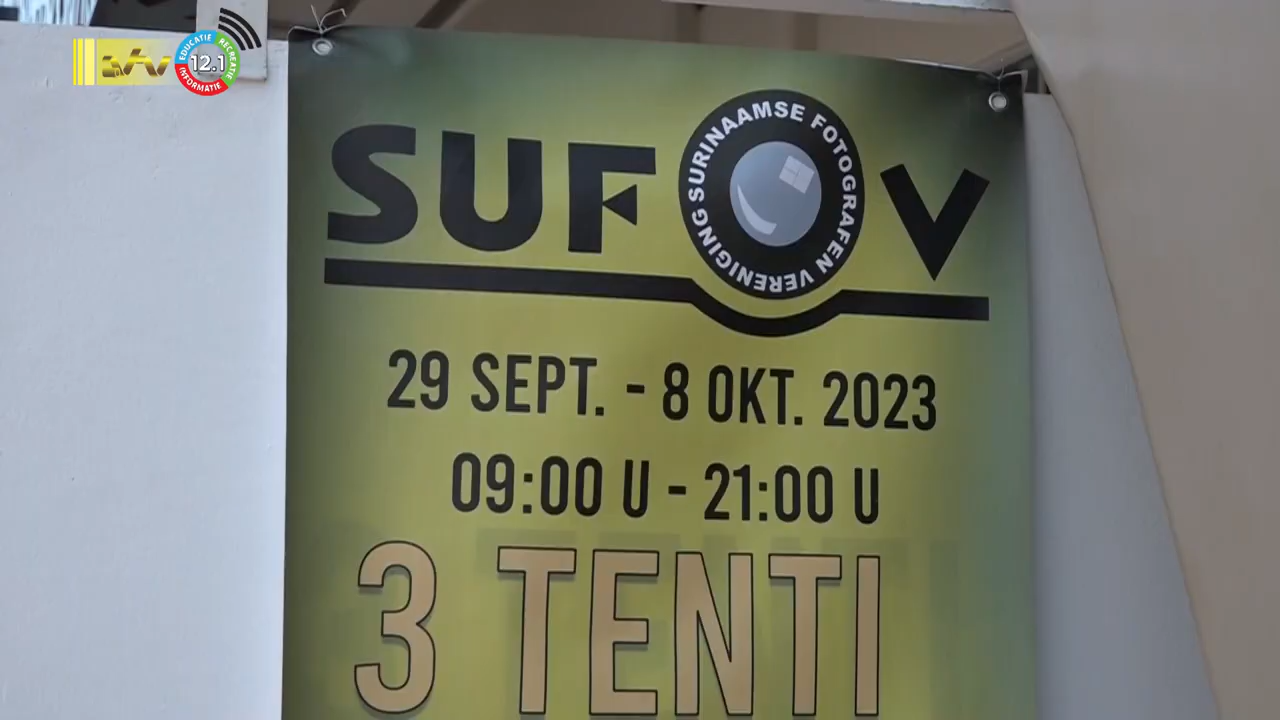 EDUCATIE RECREATIE INFORMATIE
12.1
SUFOV
SURINAAMSE FOTOGRAFEN VERENIGING
29 SEPT. - 8 OKT. 2023
09:00 U - 21:00 U
3 TENTI